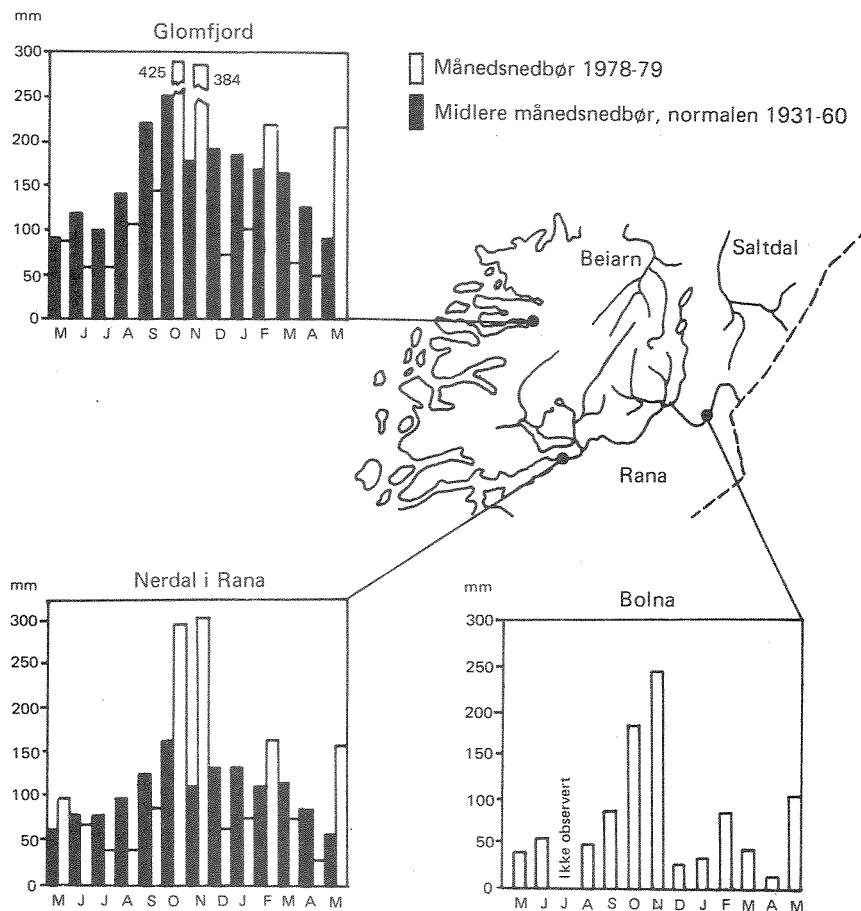 mm
Glomfjord
300
250
200
150
100
50
0
425
384
M J J A S O N D J F M A M
Månedsnedbør 1978-79
Midlere månedsnedbør, normalen 1931-60
Beiarn
Saltdal
Rana
mm
Nerdal i Rana
300
250
200
150
100
50
0
M J J A S O N D J F M A M
mm
Bolna
300
250
200
150
100
50
0
Ikke observert
M J J A S O N D J F M A M